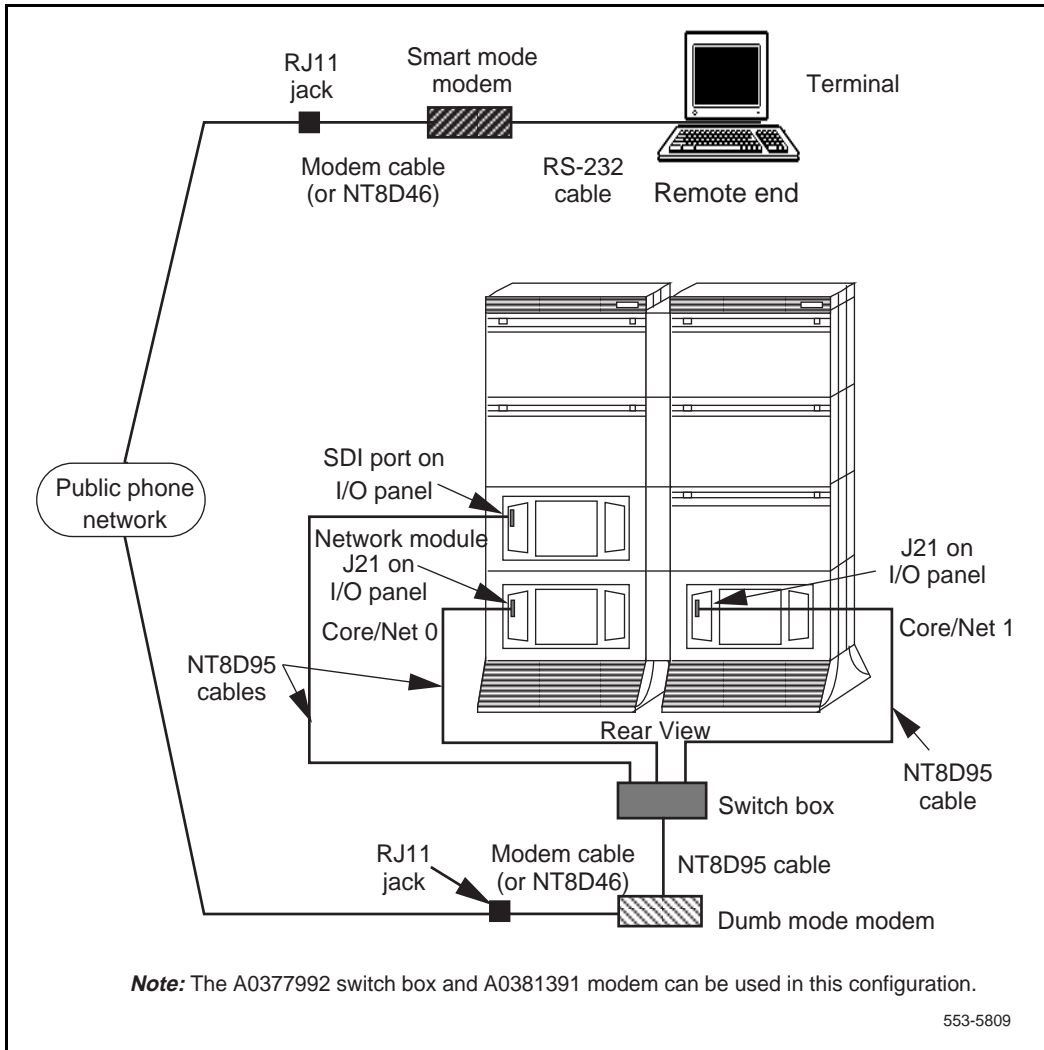 RJ11
jack
Smart mode
modem
Terminal
Modem cable
(or NT8D46)
RS-232
cable
Remote end
Public phone
network
SDI port on
I/O panel
Network module
J21 on
I/O panel
Core/Net 0
J21 on
I/O panel
Core/Net 1
NT8D95
cables
Rear View
NT8D95
cable
Switch box
RJ11
jack
Modem cable
(or NT8D46)
NT8D95 cable
Dumb mode modem
Note: The A0377992 switch box and A0381391 modem can be used in this configuration.
553-5809